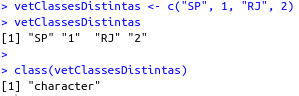 > vetClassesDistintas <- c("SP", 1, "RJ", 2)
> vetClassesDistintas
[1] "SP" "1"  "RJ" "2"
>
> class(vetClassesDistintas)
[1] "character"